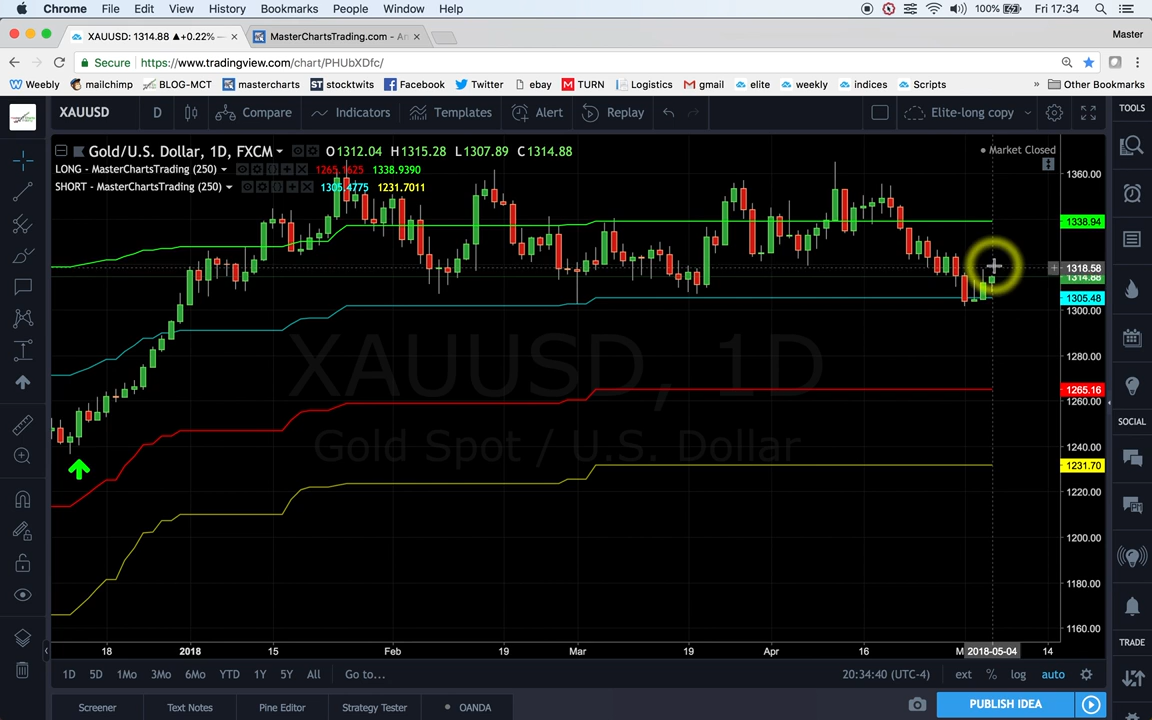 Chrome File Edit View History Bookmarks People Window Help 100% Fri 17:34
XAUUSD: 1314.88 ▲+0.22% × MasterChartsTrading.com - An × Master
Secure https://www.tradingview.com/chart/PHUbXDfc/
Weebly mailchimp BLOG-MCT mastercharts ST stocktwits Facebook Twitter ebay M TURN Logistics gmail elite weekly indices Scripts » Other Bookmarks
XAUUSD D Compare Indicators Templates Alert Replay Elite-long copy TOOLS
Gold/U.S. Dollar, 1D, FXCM O1312.04 H1315.28 L1307.89 C1314.88 Market Closed
LONG - MasterChartsTrading (250) 1265.1625 1338.9390
SHORT - MasterChartsTrading (250) 1305.4775 1231.7011
1360.00
1338.94
1318.58
1314.88
1305.48
1300.00
1280.00
XAUUSD, 1D
1265.16
1260.00
SOCIAL
Gold Spot / U.S. Dollar
1240.00
1231.70
1220.00
1200.00
1180.00
1160.00
TRADE
18 2018 15 Feb 19 Mar 19 Apr 16 2018-05-04 14
1D 5D 1Mo 3Mo 6Mo YTD 1Y 5Y All Go to... 20:34:40 (UTC-4) ext % log auto
Screener Text Notes Pine Editor Strategy Tester OANDA PUBLISH IDEA